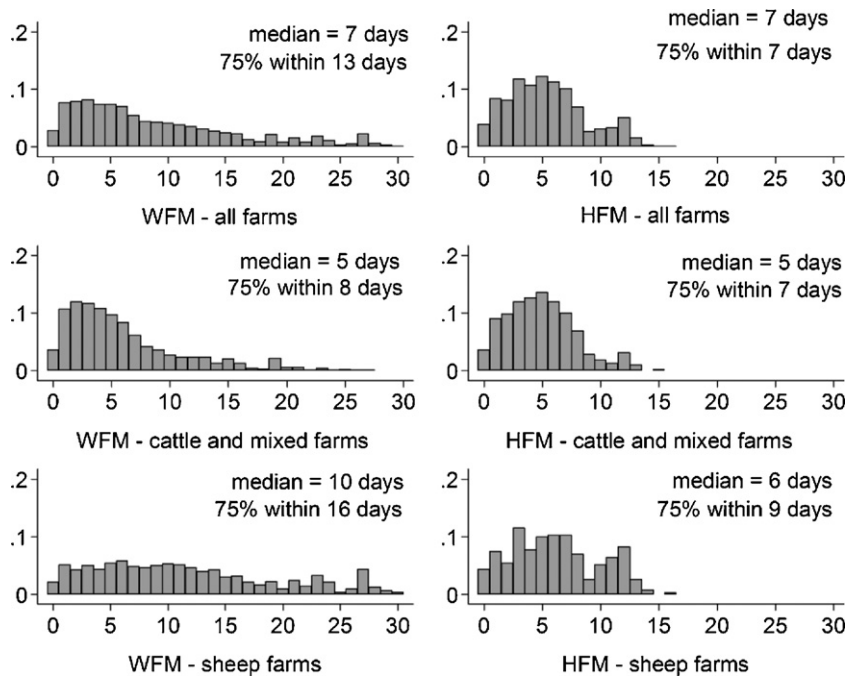 median = 7 days
75% within 13 days
.2
.1
0
0 5 10 15 20 25 30
WFM - all farms
median = 7 days
75% within 7 days
.2
.1
0
0 5 10 15 20 25 30
HFM - all farms
median = 5 days
75% within 8 days
.2
.1
0
0 5 10 15 20 25 30
WFM - cattle and mixed farms
median = 5 days
75% within 7 days
.2
.1
0
0 5 10 15 20 25 30
HFM - cattle and mixed farms
median = 10 days
75% within 16 days
.2
.1
0
0 5 10 15 20 25 30
WFM - sheep farms
median = 6 days
75% within 9 days
.2
.1
0
0 5 10 15 20 25 30
HFM - sheep farms